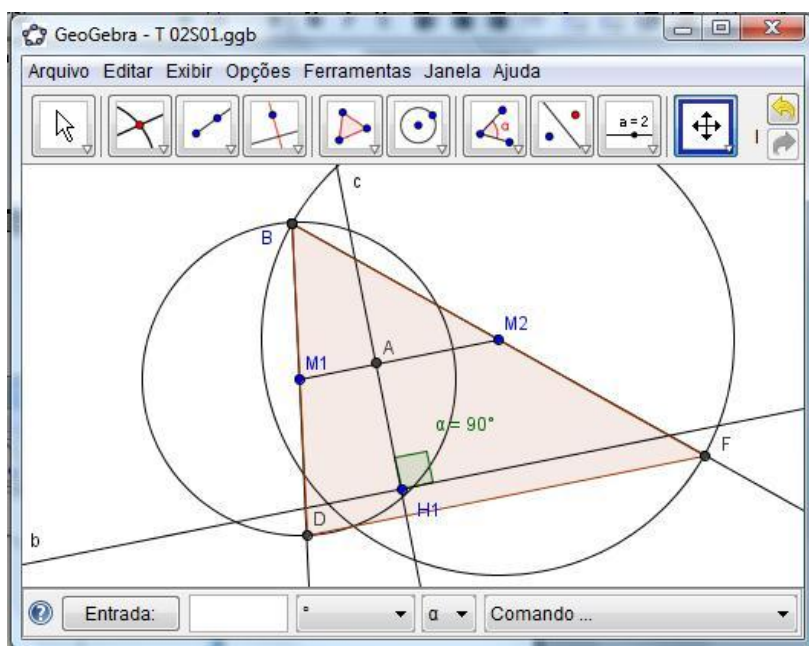 GeoGebra - T 02S01.ggb
Arquivo Editar Exibir Opções Ferramentas Janela Ajuda
a = 2
α
c
B
M2
A
M1
α = 90°
F
H1
D
b
Entrada: ° α Comando ...